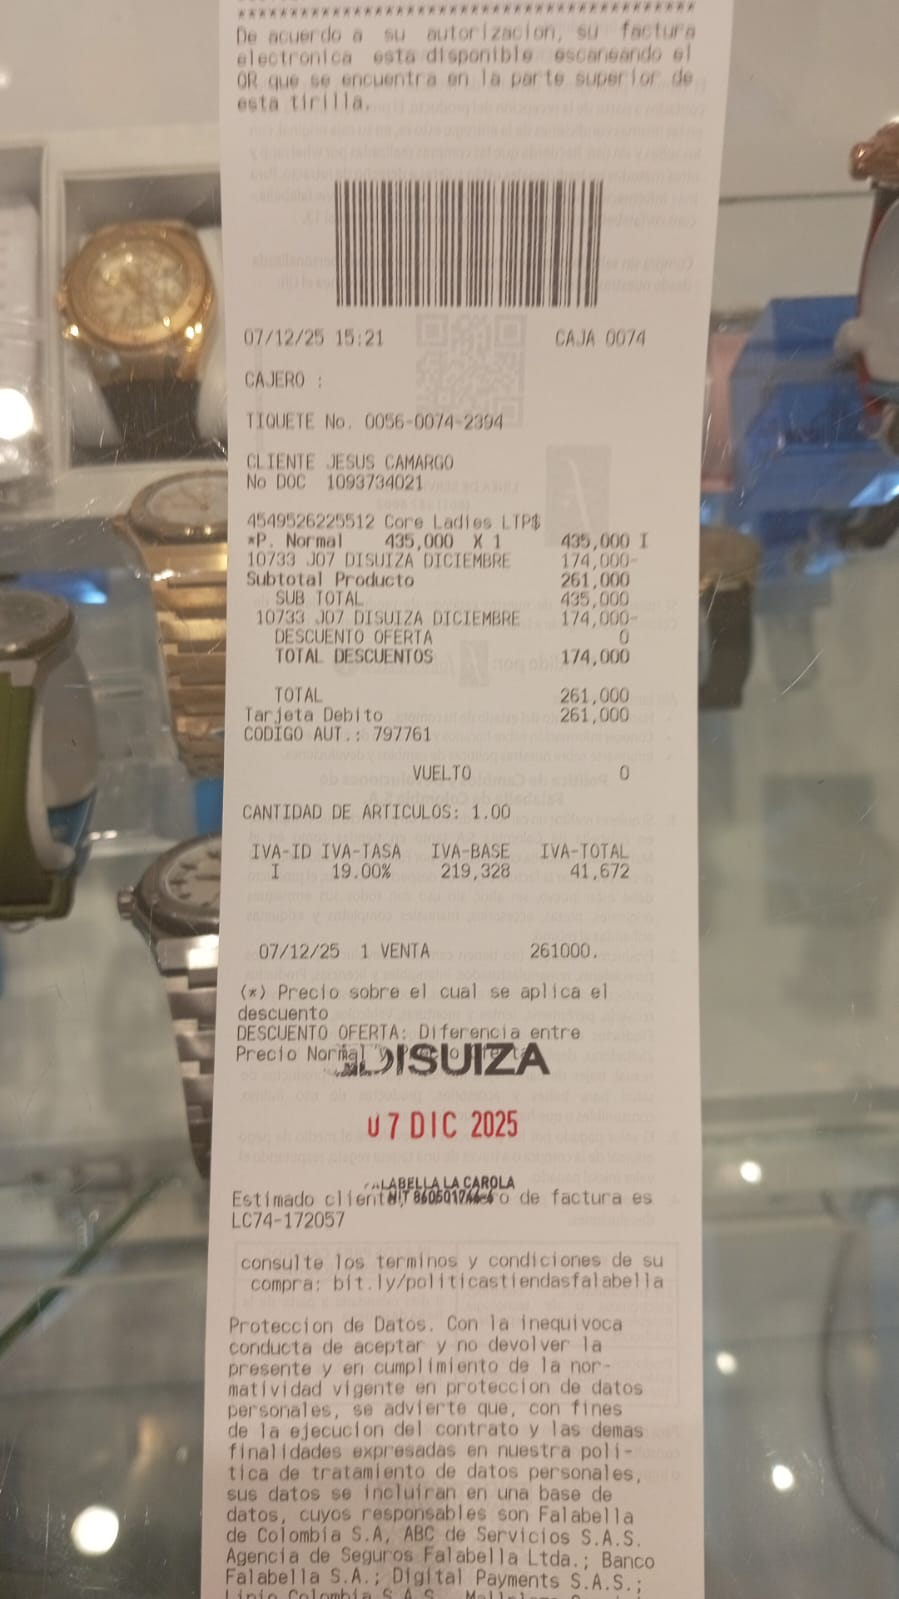 ****************************************
De acuerdo a su autorizacion, su factura
electronica esta disponible escaneando el
QR que se encuentra en la parte superior de
esta tirilla.
07/12/25 15:21 CAJA 0074
CAJERO :
TIQUETE No. 0056-0074-2394
CLIENTE JESUS CAMARGO
No DOC 1093734021
4549526225512 Core Ladies LTP$
*P. Normal 435,000 X 1 435,000 I
10733 J07 DISUIZA DICIEMBRE 174,000-
Subtotal Producto 261,000
SUB TOTAL 435,000
10733 J07 DISUIZA DICIEMBRE 174,000-
DESCUENTO OFERTA 0
TOTAL DESCUENTOS 174,000
TOTAL 261,000
Tarjeta Debito 261,000
CODIGO AUT.: 797761
VUELTO 0
CANTIDAD DE ARTICULOS: 1.00
IVA-ID IVA-TASA IVA-BASE IVA-TOTAL
I 19.00% 219,328 41,672
07/12/25 1 VENTA 261000.
(*) Precio sobre el cual se aplica el
descuento
DESCUENTO OFERTA: Diferencia entre
Precio Normal y
DISUIZA
07 DIC 2025
FALABELLA LA CAROLA
NIT
Estimado cliente, de factura es
LC74-172057
consulte los terminos y condiciones de su
compra: bit.ly/politicastiendasfalabella
Proteccion de Datos. Con la inequivoca
conducta de aceptar y no devolver la
presente y en cumplimiento de la nor-
matividad vigente en proteccion de datos
personales, se advierte que, con fines
de la ejecucion del contrato y las demas
finalidades expresadas en nuestra poli-
tica de tratamiento de datos personales,
sus datos se incluiran en una base de
datos, cuyos responsables son Falabella
de Colombia S.A, ABC de Servicios S.A.S.
Agencia de Seguros Falabella Ltda.; Banco
Falabella S.A.; Digital Payments S.A.S.;